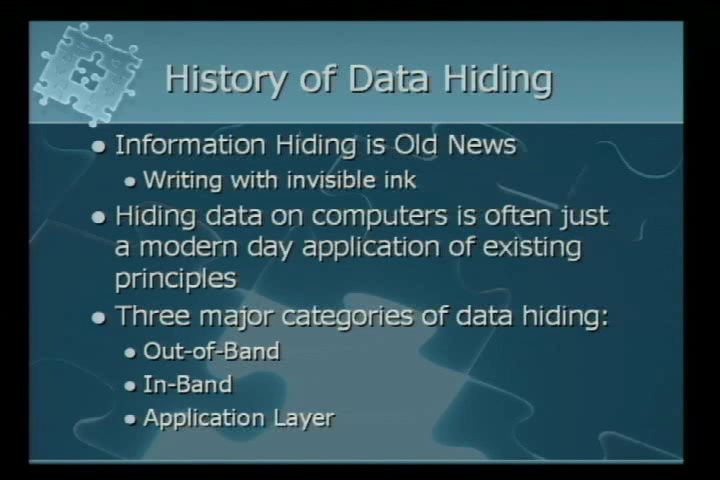 History of Data Hiding
Information Hiding is Old News
Writing with invisible ink
Hiding data on computers is often just
a modern day application of existing
principles
Three major categories of data hiding:
Out-of-Band
In-Band
Application Layer